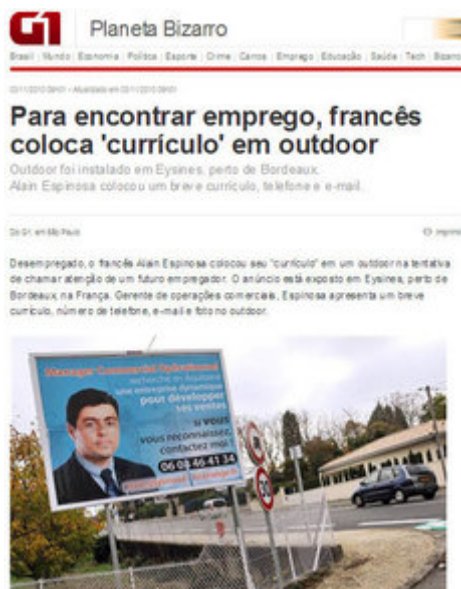 G1
Planeta Bizarro
Brasil Mundo Economia Política Esporte Crime Carros Emprego Educação Saúde Tech Bizarro
Para encontrar emprego, francês
coloca 'currículo' em outdoor
Outdoor foi instalado em Eysines, perto de Bordeaux.
Alain Espinosa colocou um breve currículo, telefone e e-mail.
Do G1, em São Paulo
Desempregado, o francês Alain Espinosa colocou seu "currículo" em um outdoor na tentativa
de chamar atenção de um futuro empregador. O anúncio está exposto em Eysines, perto de
Bordeaux, na França. Gerente de operações comerciais, Espinosa apresenta um breve
currículo, número de telefone, e-mail e foto no outdoor.
Manager Commercial Opérationnel
recherche en Aquitaine
une entreprise dynamique
pour développer
ses ventes
si VOUS
vous reconnaissez
contactez moi !